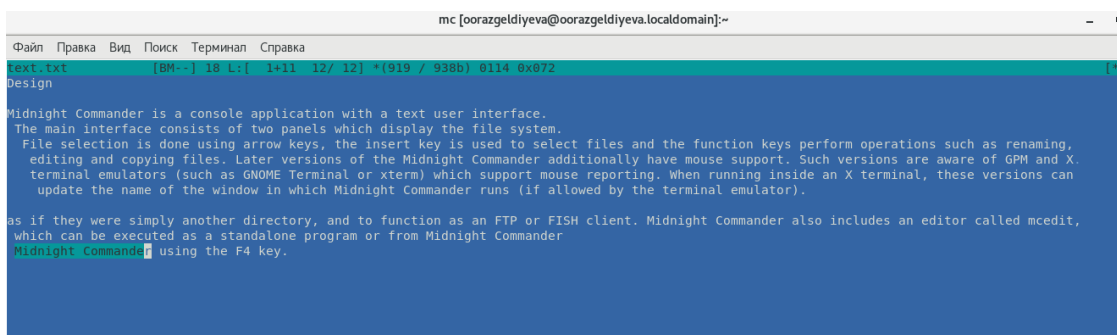 mc [oorazgeldiyeva@oorazgeldiyeva.localdomain]:~
Файл Правка Вид Поиск Терминал Справка
text.txt [BM--] 18 L:[ 1+11 12/ 12] *(919 / 938b) 0114 0x072 [*
Design
Midnight Commander is a console application with a text user interface.
The main interface consists of two panels which display the file system.
File selection is done using arrow keys, the insert key is used to select files and the function keys perform operations such as renaming,
editing and copying files. Later versions of the Midnight Commander additionally have mouse support. Such versions are aware of GPM and X.
terminal emulators (such as GNOME Terminal or xterm) which support mouse reporting. When running inside an X terminal, these versions can
update the name of the window in which Midnight Commander runs (if allowed by the terminal emulator).
as if they were simply another directory, and to function as an FTP or FISH client. Midnight Commander also includes an editor called mcedit,
which can be executed as a standalone program or from Midnight Commander
Midnight Commander using the F4 key.